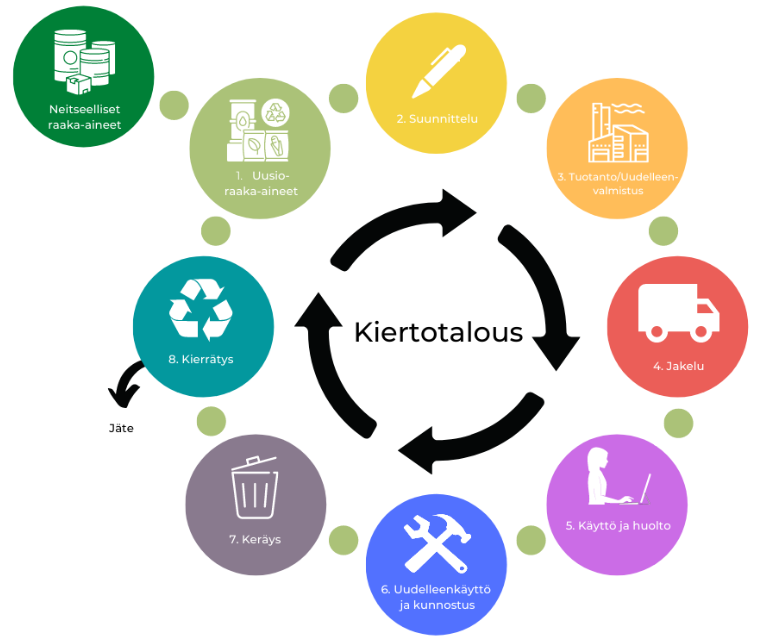 Neitseelliset
raaka-aineet
1. Uusio-
raaka-aineet
2. Suunnittelu
3. Tuotanto/Uudelleen-
valmistus
4. Jakelu
5. Käyttö ja huolto
6. Uudelleenkäyttö
ja kunnostus
7. Keräys
8. Kierrätys
Jäte
Kiertotalous